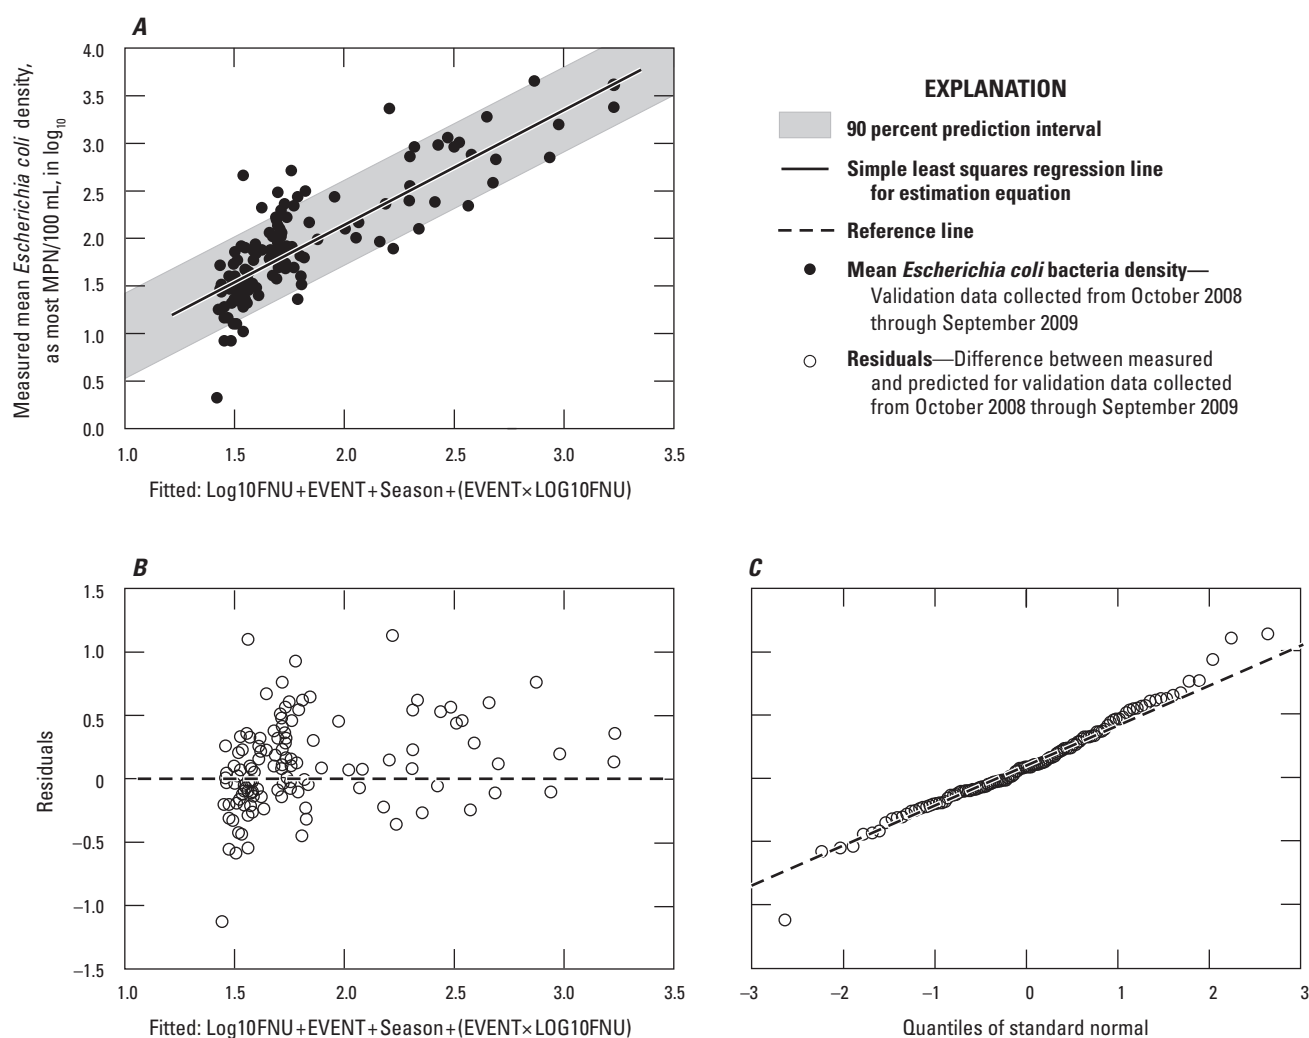 A
Measured mean Escherichia coli density,
as most MPN/100 mL, in log10
4.0
3.5
3.0
2.5
2.0
1.5
1.0
0.5
0.0
1.0 1.5 2.0 2.5 3.0 3.5
Fitted: Log10FNU+EVENT+Season+(EVENT×LOG10FNU)
EXPLANATION
90 percent prediction interval
Simple least squares regression line
for estimation equation
Reference line
Mean Escherichia coli bacteria density—
Validation data collected from October 2008
through September 2009
Residuals—Difference between measured
and predicted for validation data collected
from October 2008 through September 2009
B
Residuals
1.5
1.0
0.5
0
−0.5
−1.0
−1.5
1.0 1.5 2.0 2.5 3.0 3.5
Fitted: Log10FNU+EVENT+Season+(EVENT×LOG10FNU)
C
−3 −2 −1 0 1 2 3
Quantiles of standard normal